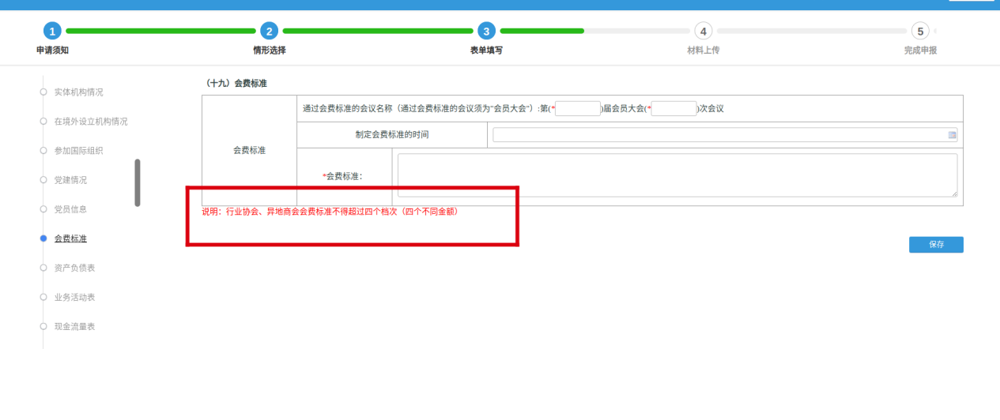 1
2
3
4
5
申请须知
情形选择
表单填写
材料上传
完成申报
实体机构情况
在境外设立机构情况
参加国际组织
党建情况
党员信息
会费标准
资产负债表
业务活动表
现金流量表
（十九）会费标准
会费标准
通过会费标准的会议名称（通过会费标准的会议须为"会员大会"）:第(* )届会员大会(* )次会议
制定会费标准的时间
*会费标准：
说明：行业协会、异地商会会费标准不得超过四个档次（四个不同金额）
保存